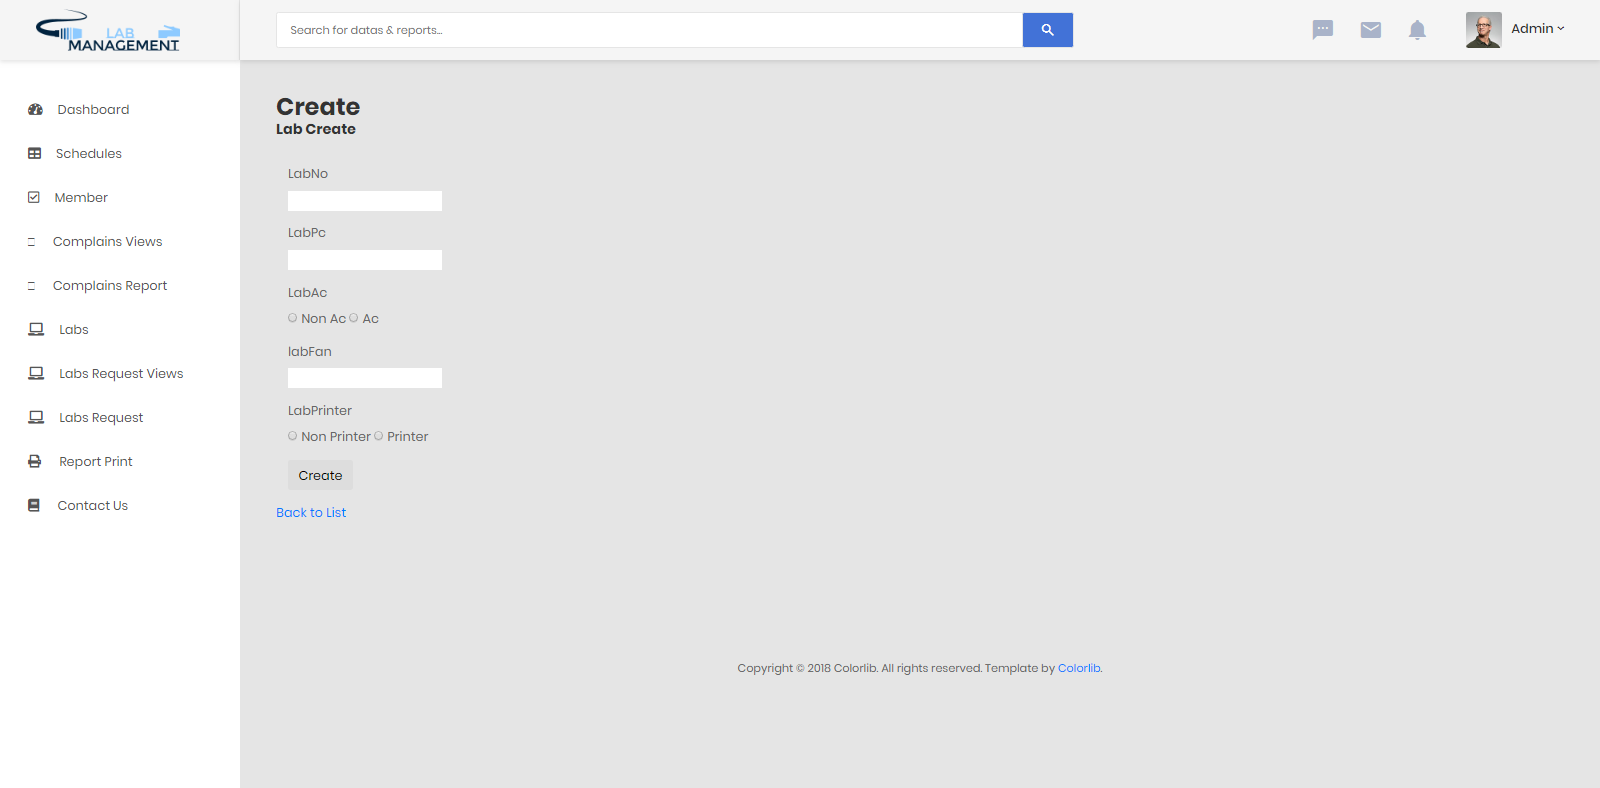 LAB
MANAGEMENT
Search for datas & reports...
Admin
Dashboard
Schedules
Member
Complains Views
Complains Report
Labs
Labs Request Views
Labs Request
Report Print
Contact Us
Create
Lab Create
LabNo
LabPc
LabAc
Non Ac Ac
labFan
LabPrinter
Non Printer Printer
Create
Back to List
Copyright © 2018 Colorlib. All rights reserved. Template by Colorlib.